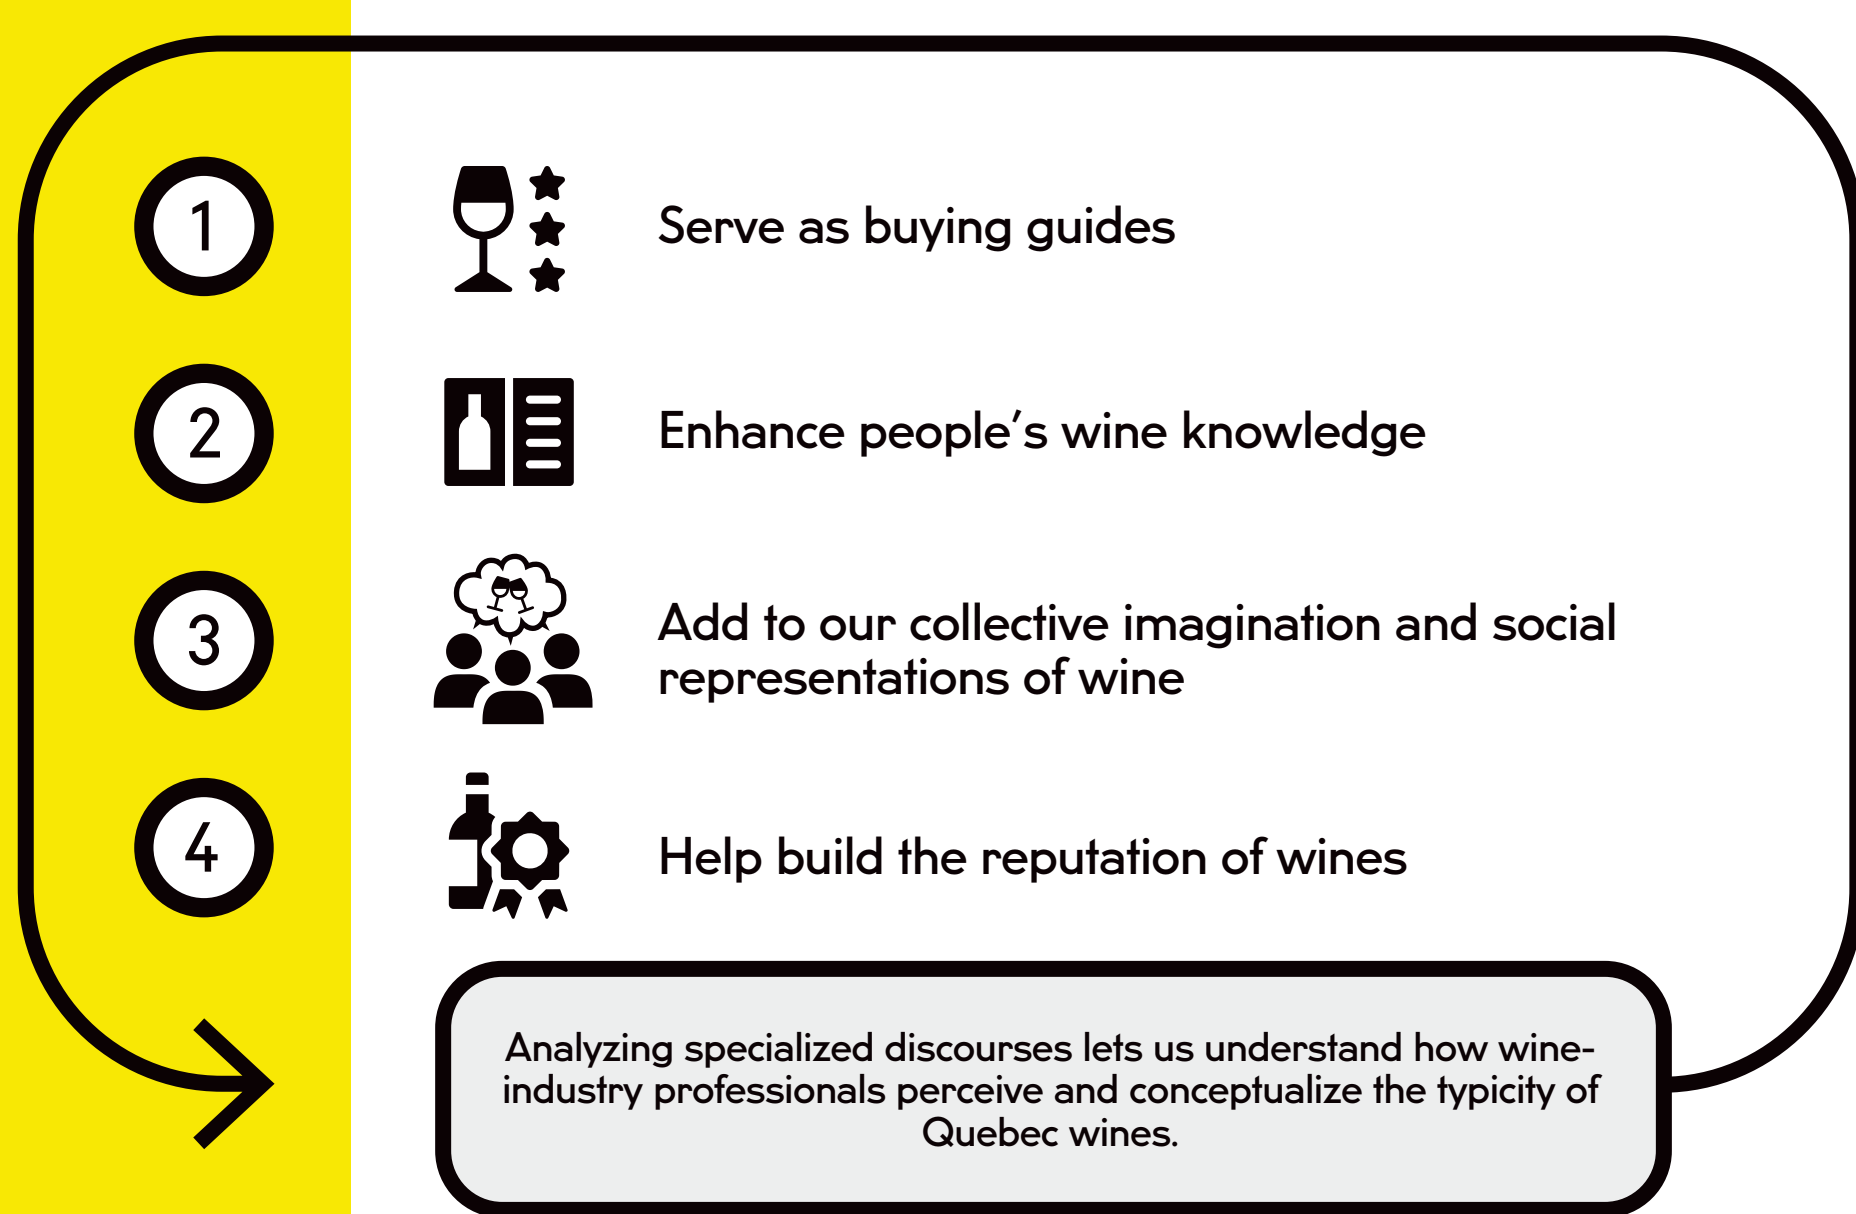 1
Serve as buying guides
2
Enhance people's wine knowledge
3
Add to our collective imagination and social
representations of wine
4
Help build the reputation of wines
Analyzing specialized discourses lets us understand how wine-
industry professionals perceive and conceptualize the typicity of
Quebec wines.